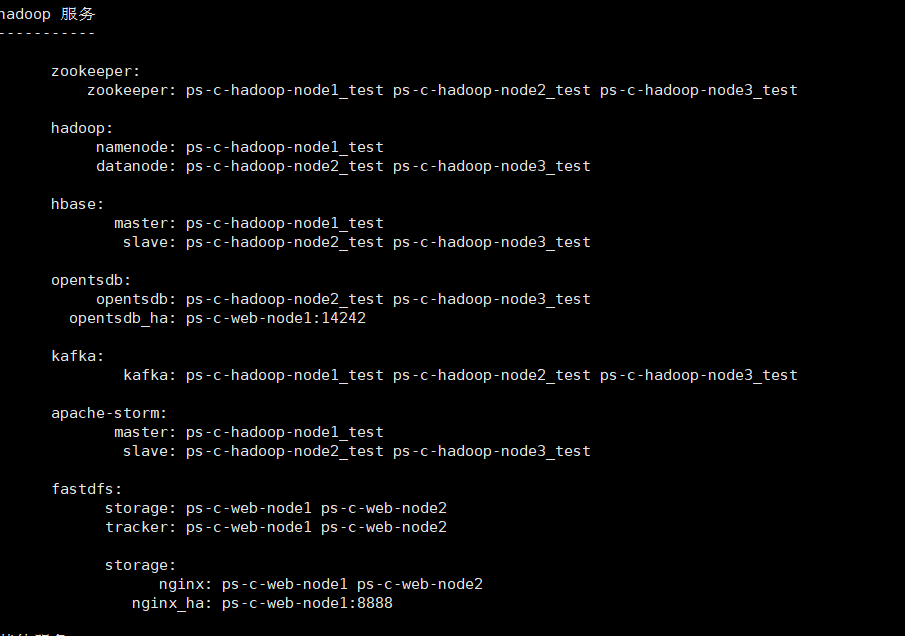 hadoop 服务
-----------
zookeeper:
zookeeper: ps-c-hadoop-node1_test ps-c-hadoop-node2_test ps-c-hadoop-node3_test
hadoop:
namenode: ps-c-hadoop-node1_test
datanode: ps-c-hadoop-node2_test ps-c-hadoop-node3_test
hbase:
master: ps-c-hadoop-node1_test
slave: ps-c-hadoop-node2_test ps-c-hadoop-node3_test
opentsdb:
opentsdb: ps-c-hadoop-node2_test ps-c-hadoop-node3_test
opentsdb_ha: ps-c-web-node1:14242
kafka:
kafka: ps-c-hadoop-node1_test ps-c-hadoop-node2_test ps-c-hadoop-node3_test
apache-storm:
master: ps-c-hadoop-node1_test
slave: ps-c-hadoop-node2_test ps-c-hadoop-node3_test
fastdfs:
storage: ps-c-web-node1 ps-c-web-node2
tracker: ps-c-web-node1 ps-c-web-node2
storage:
nginx: ps-c-web-node1 ps-c-web-node2
nginx_ha: ps-c-web-node1:8888